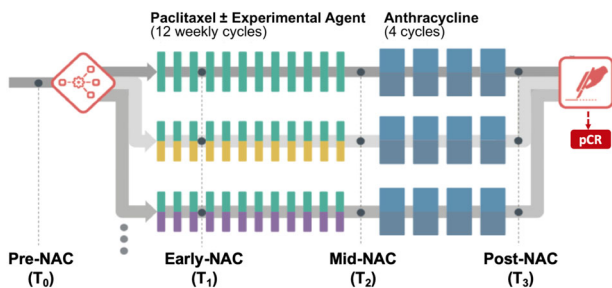 Paclitaxel ± Experimental Agent
(12 weekly cycles)
Anthracycline
(4 cycles)
pCR
Pre-NAC
(T₀)
Early-NAC
(T₁)
Mid-NAC
(T₂)
Post-NAC
(T₃)